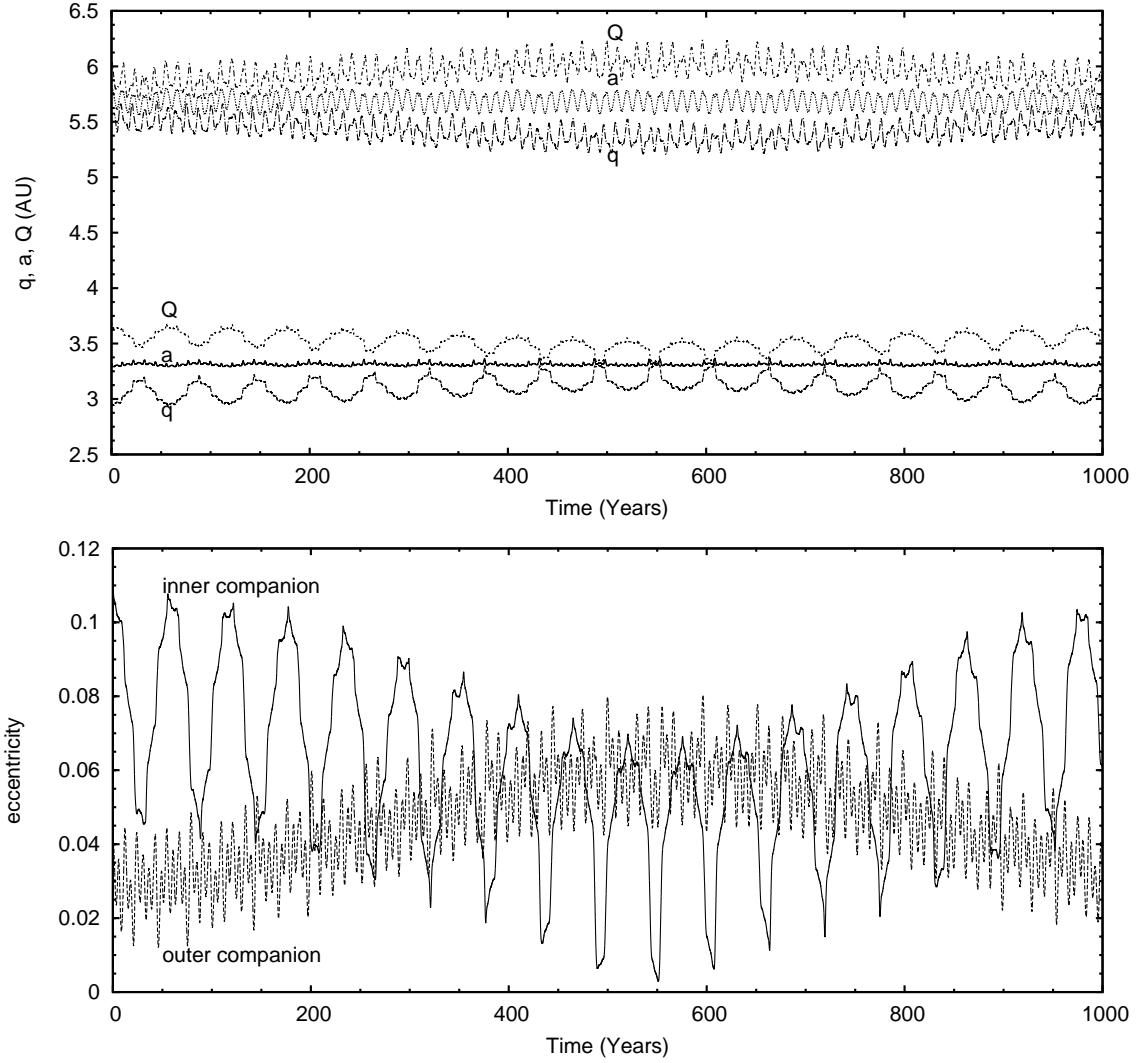 6.5
Q
6
a
5.5
q
5
4.5
4
Q
3.5
a
3
q
2.5
0 200 400 600 800 1000
q, a, Q (AU)
Time (Years)
0.12
inner companion
0.1
0.08
0.06
0.04
0.02
outer companion
0
0 200 400 600 800 1000
eccentricity
Time (Years)